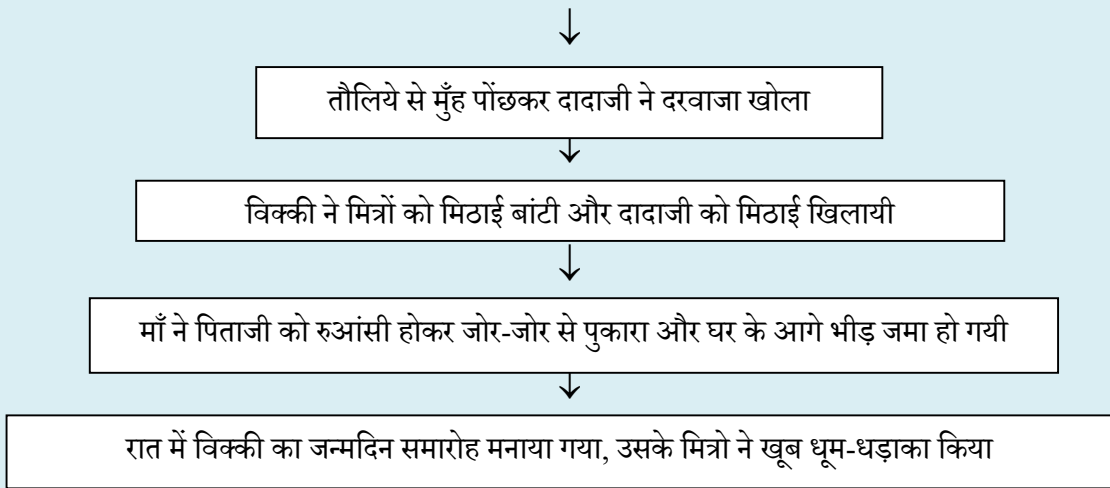 तौलिये से मुँह पोंछकर दादाजी ने दरवाजा खोला
विक्की ने मित्रों को मिठाई बांटी और दादाजी को मिठाई खिलायी
माँ ने पिताजी को रुआंसी होकर जोर-जोर से पुकारा और घर के आगे भीड़ जमा हो गयी
रात में विक्की का जन्मदिन समारोह मनाया गया, उसके मित्रो ने खूब धूम-धड़ाका किया